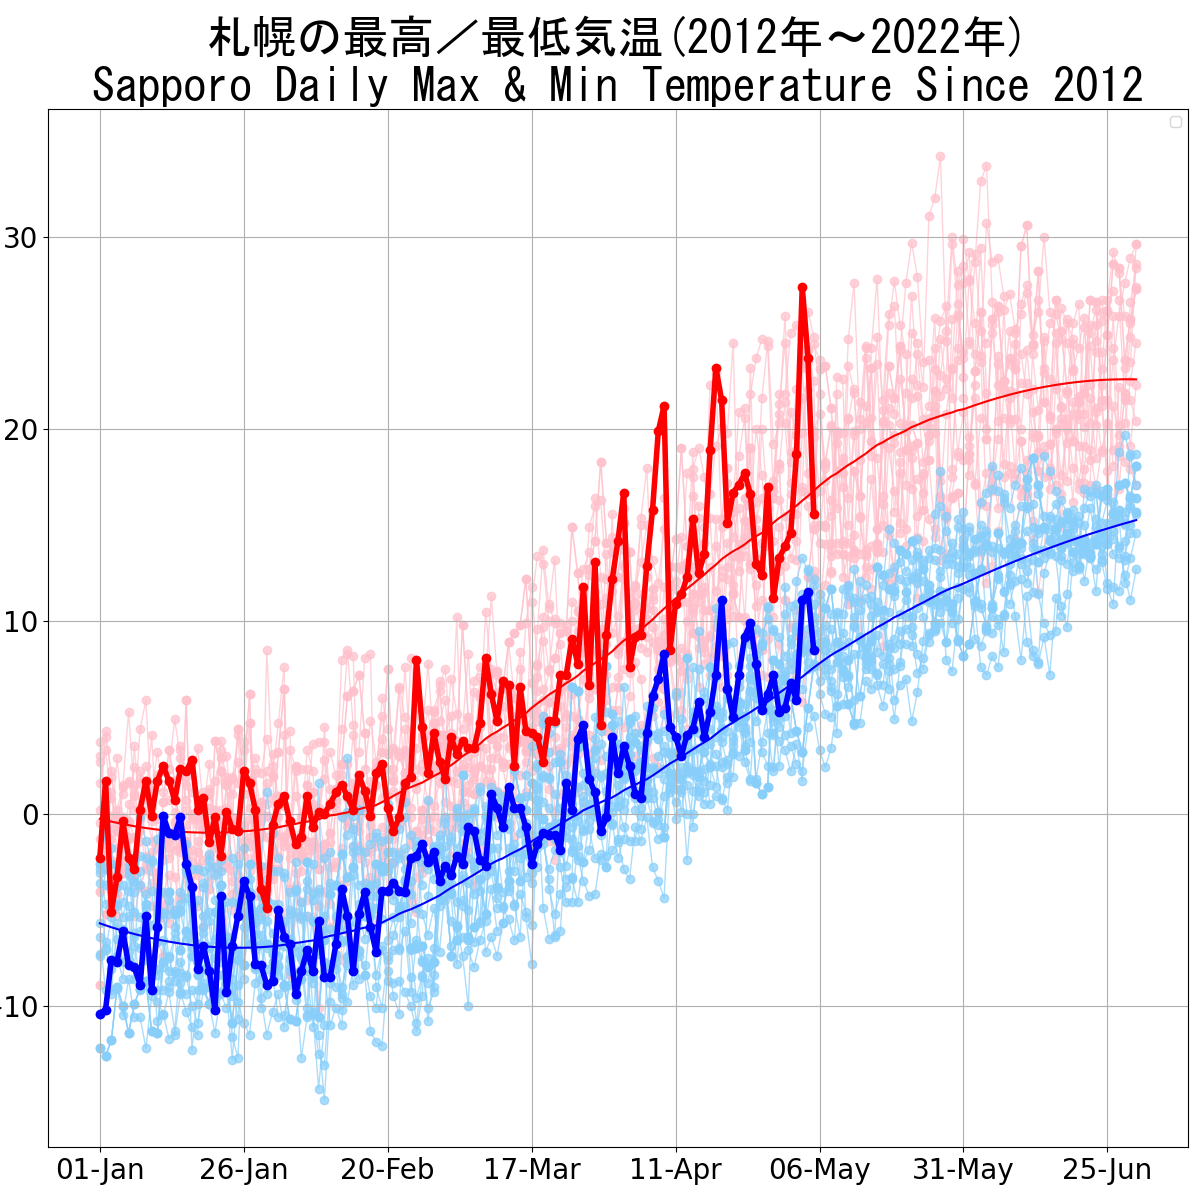 札幌の最高／最低気温(2012年～2022年)
Sapporo Daily Max & Min Temperature Since 2012
30
20
10
0
-10
01-Jan 26-Jan 20-Feb 17-Mar 11-Apr 06-May 31-May 25-Jun